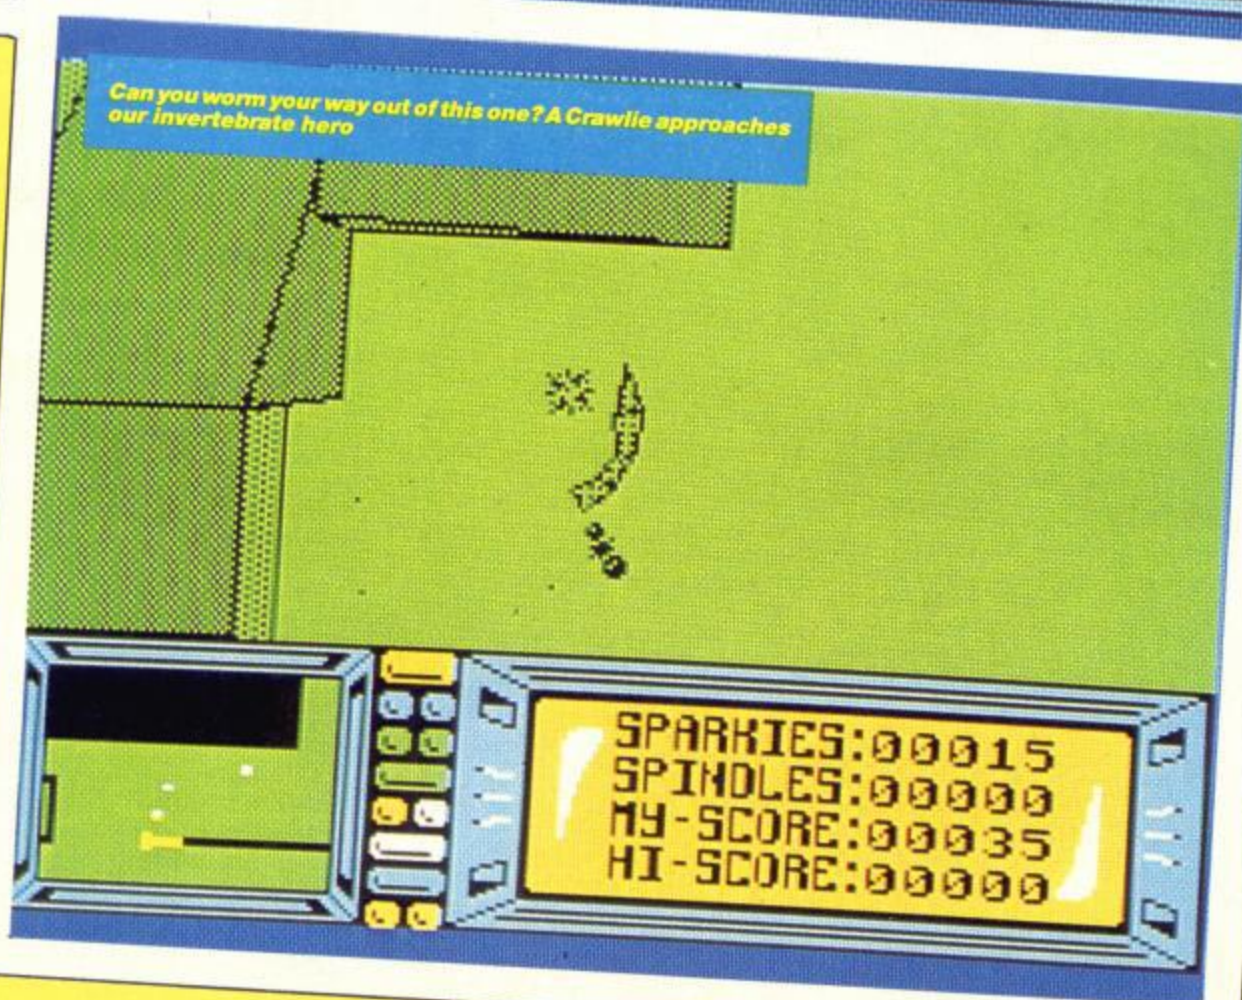 Can you worm your way out of this one? A Crawlie approaches
our invertebrate hero
SPARKIES:00015
SPINDLES:00000
MY-SCORE:00035
HI-SCORE:00000